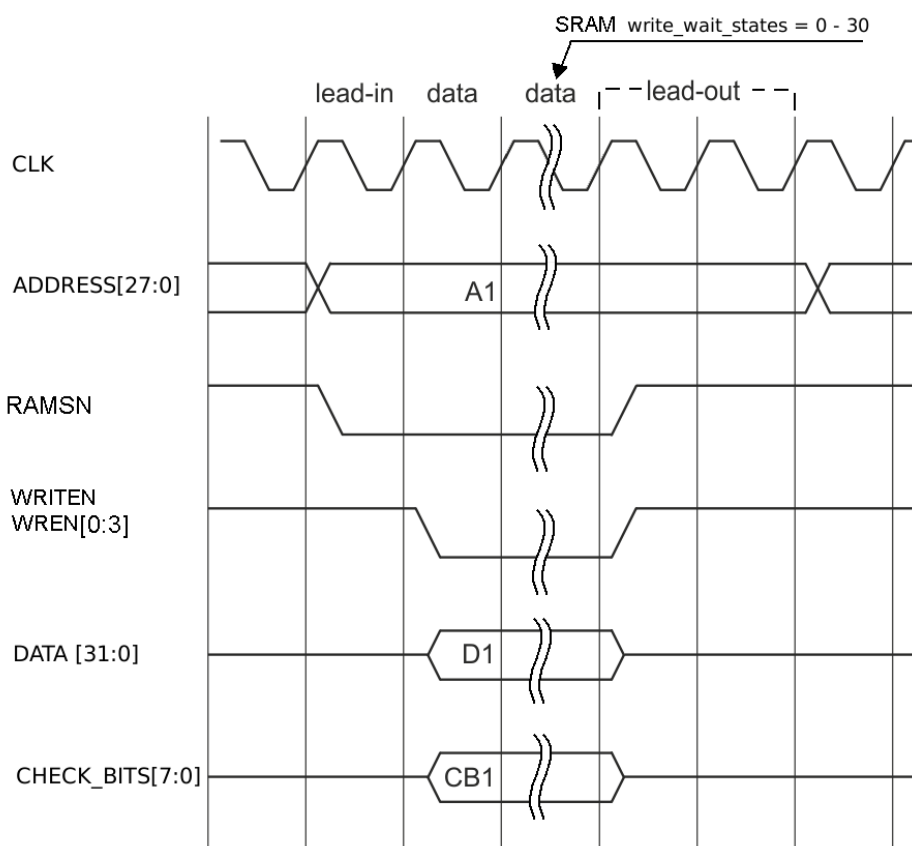 SRAM write_wait_states = 0 - 30
lead-in data data lead-out
CLK
ADDRESS[27:0]
A1
RAMSN
WRITEN
WREN[0:3]
DATA [31:0]
D1
CHECK_BITS[7:0]
CB1